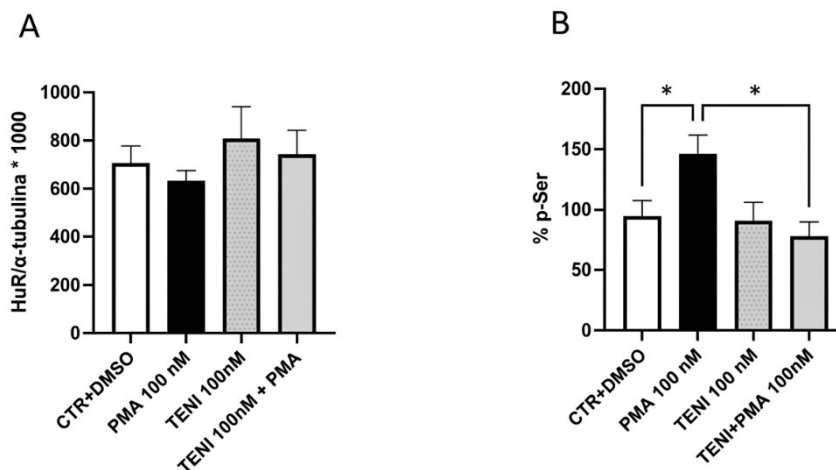 A
HuR/α-tubulina * 1000
1000
800
600
400
200
0
CTR+DMSO
PMA 100 nM
TENI 100nM
TENI 100nM + PMA
B
% p-Ser
200
150
100
50
0
*
*
CTR+DMSO
PMA 100 nM
TENI 100 nM
TENI+PMA 100nM